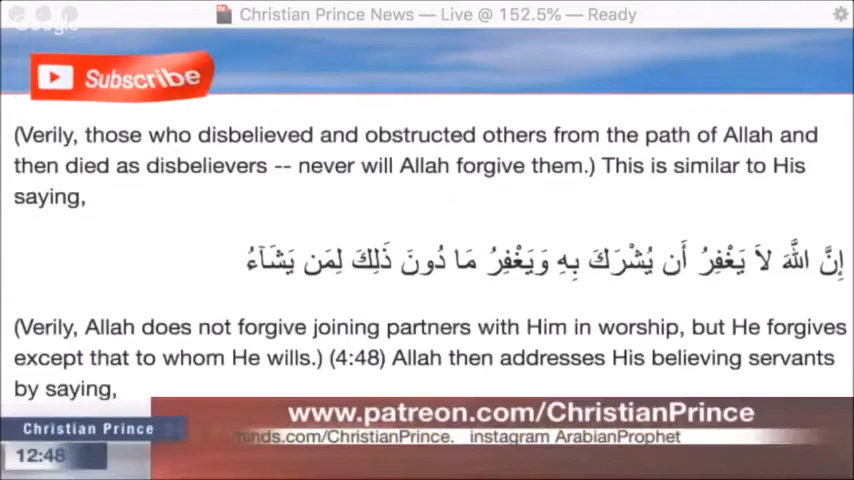 Christian Prince News — Live @ 152.5% — Ready
Google
Subscribe
(Verily, those who disbelieved and obstructed others from the path of Allah and
then died as disbelievers -- never will Allah forgive them.) This is similar to His
saying,
إِنَّ اللَّهَ لاَ يَغْفِرُ أَن يُشْرَكَ بِهِ وَيَغْفِرُ مَا دُونَ ذَلِكَ لِمَن يَشَآءُ
(Verily, Allah does not forgive joining partners with Him in worship, but He forgives
except that to whom He wills.) (4:48) Allah then addresses His believing servants
by saying,
www.patreon.com/ChristianPrince
Christian Prince
unds.com/ChristianPrince. instagram ArabianProphet
12:48